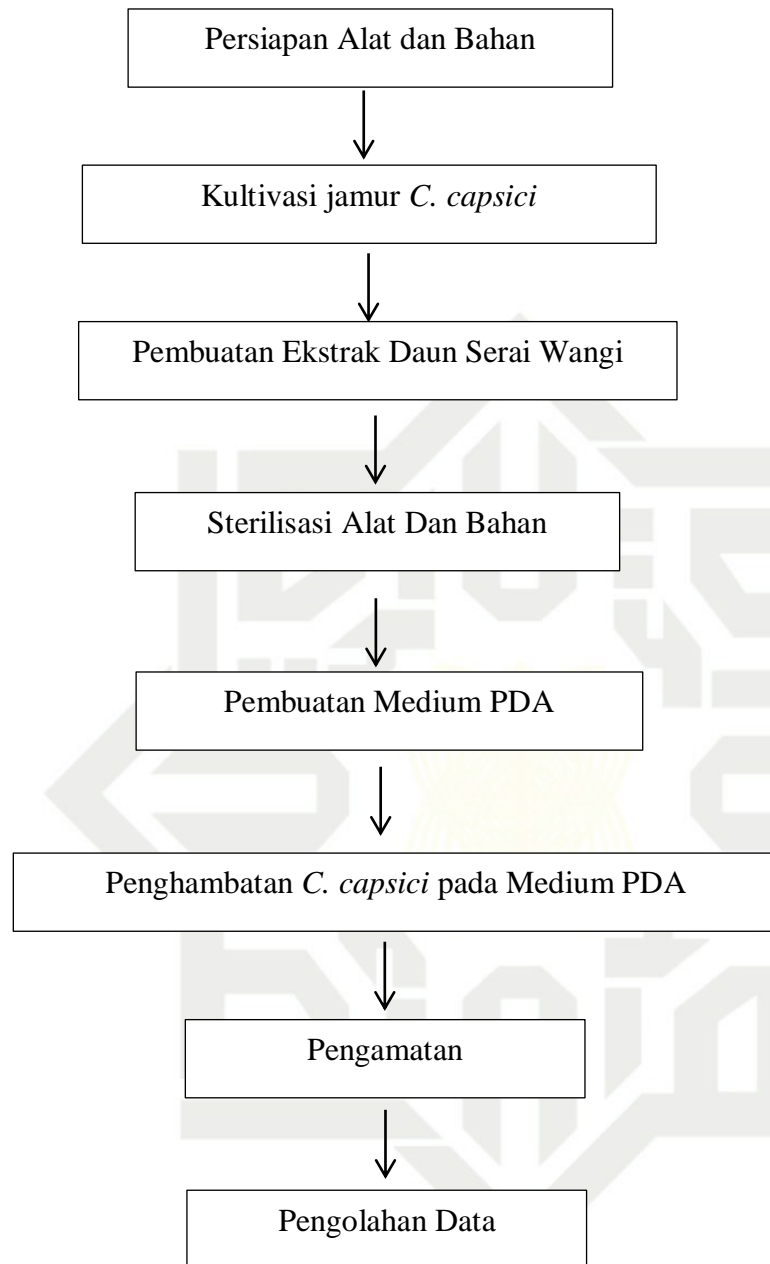 Persiapan Alat dan Bahan
Kultivasi jamur C. capsici
Pembuatan Ekstrak Daun Serai Wangi
Sterilisasi Alat Dan Bahan
Pembuatan Medium PDA
Penghambatan C. capsici pada Medium PDA
Pengamatan
Pengolahan Data